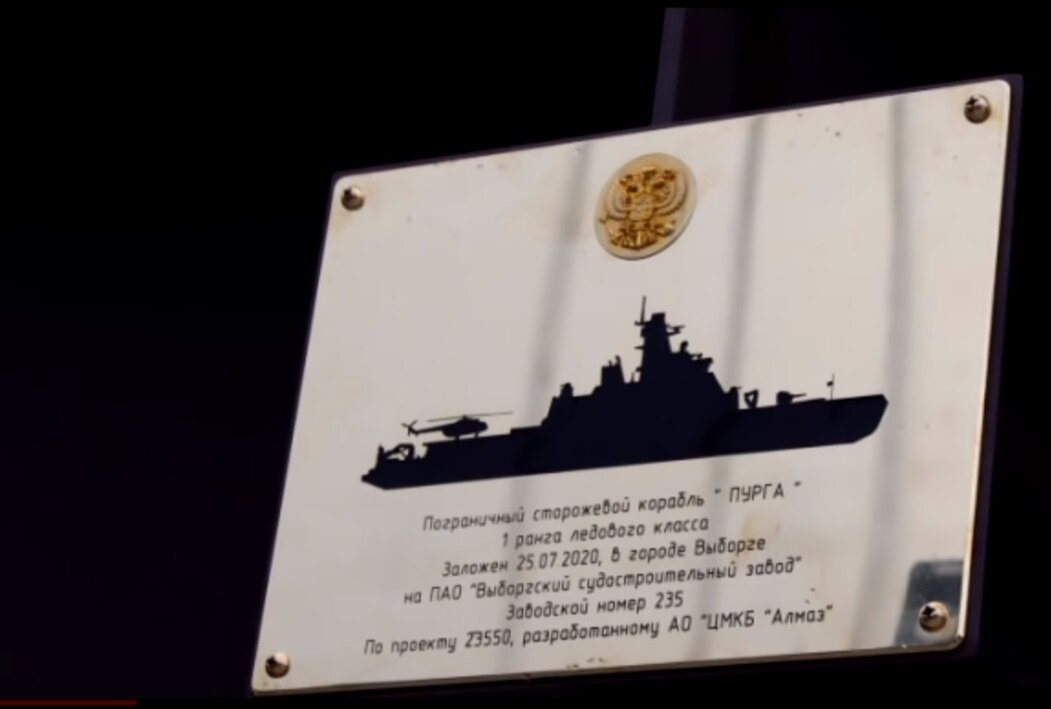 Пограничный сторожевой корабль " ПУРГА "
1 ранга ледового класса
Заложен 25.07.2020, в городе Выборге
на ПАО "Выборгский судостроительный завод"
Заводской номер 235
По проекту 23550, разработанному АО "ЦМКБ "Алмаз"